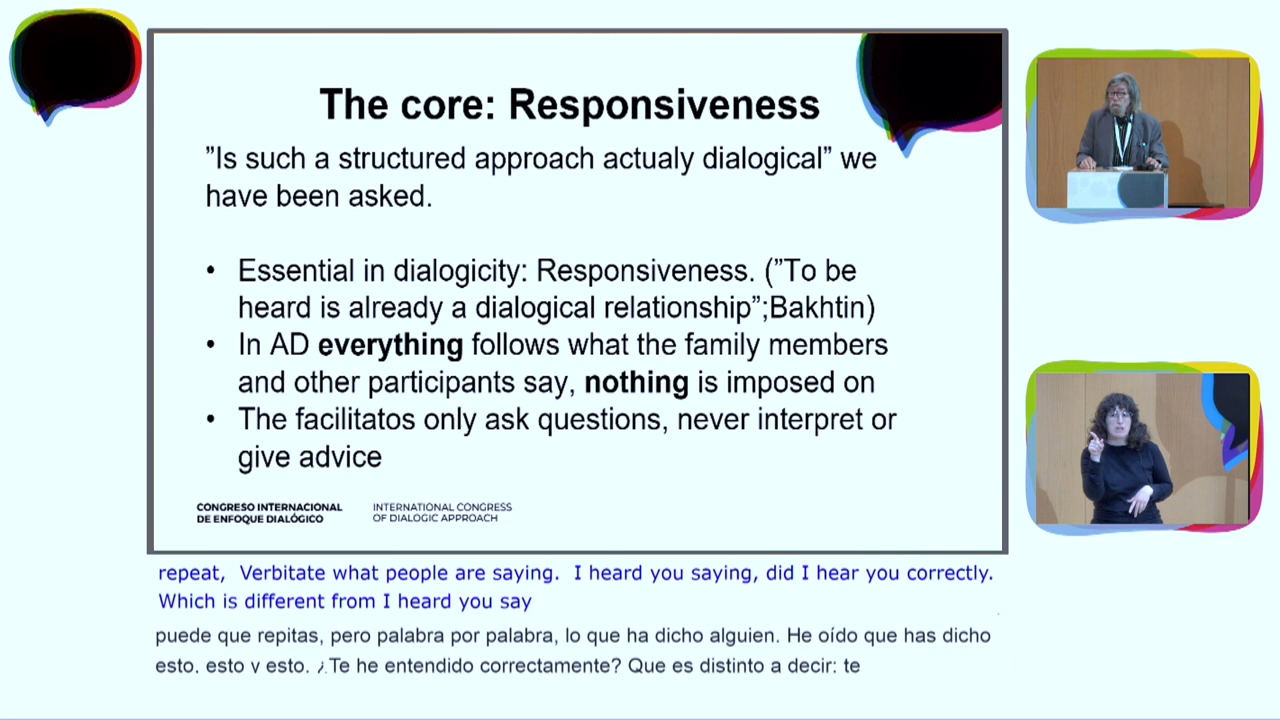 The core: Responsiveness
”Is such a structured approach actualy dialogical” we
have been asked.
• Essential in dialogicity: Responsiveness. (”To be
heard is already a dialogical relationship”;Bakhtin)
• In AD everything follows what the family members
and other participants say, nothing is imposed on
• The facilitatos only ask questions, never interpret or
give advice
CONGRESO INTERNACIONAL
DE ENFOQUE DIALÓGICO
INTERNATIONAL CONGRESS
OF DIALOGIC APPROACH
repeat, Verbitate what people are saying. I heard you saying, did I hear you correctly.
Which is different from I heard you say
puede que repitas, pero palabra por palabra, lo que ha dicho alguien. He oído que has dicho
esto, esto y esto. ¿Te he entendido correctamente? Que es distinto a decir: te